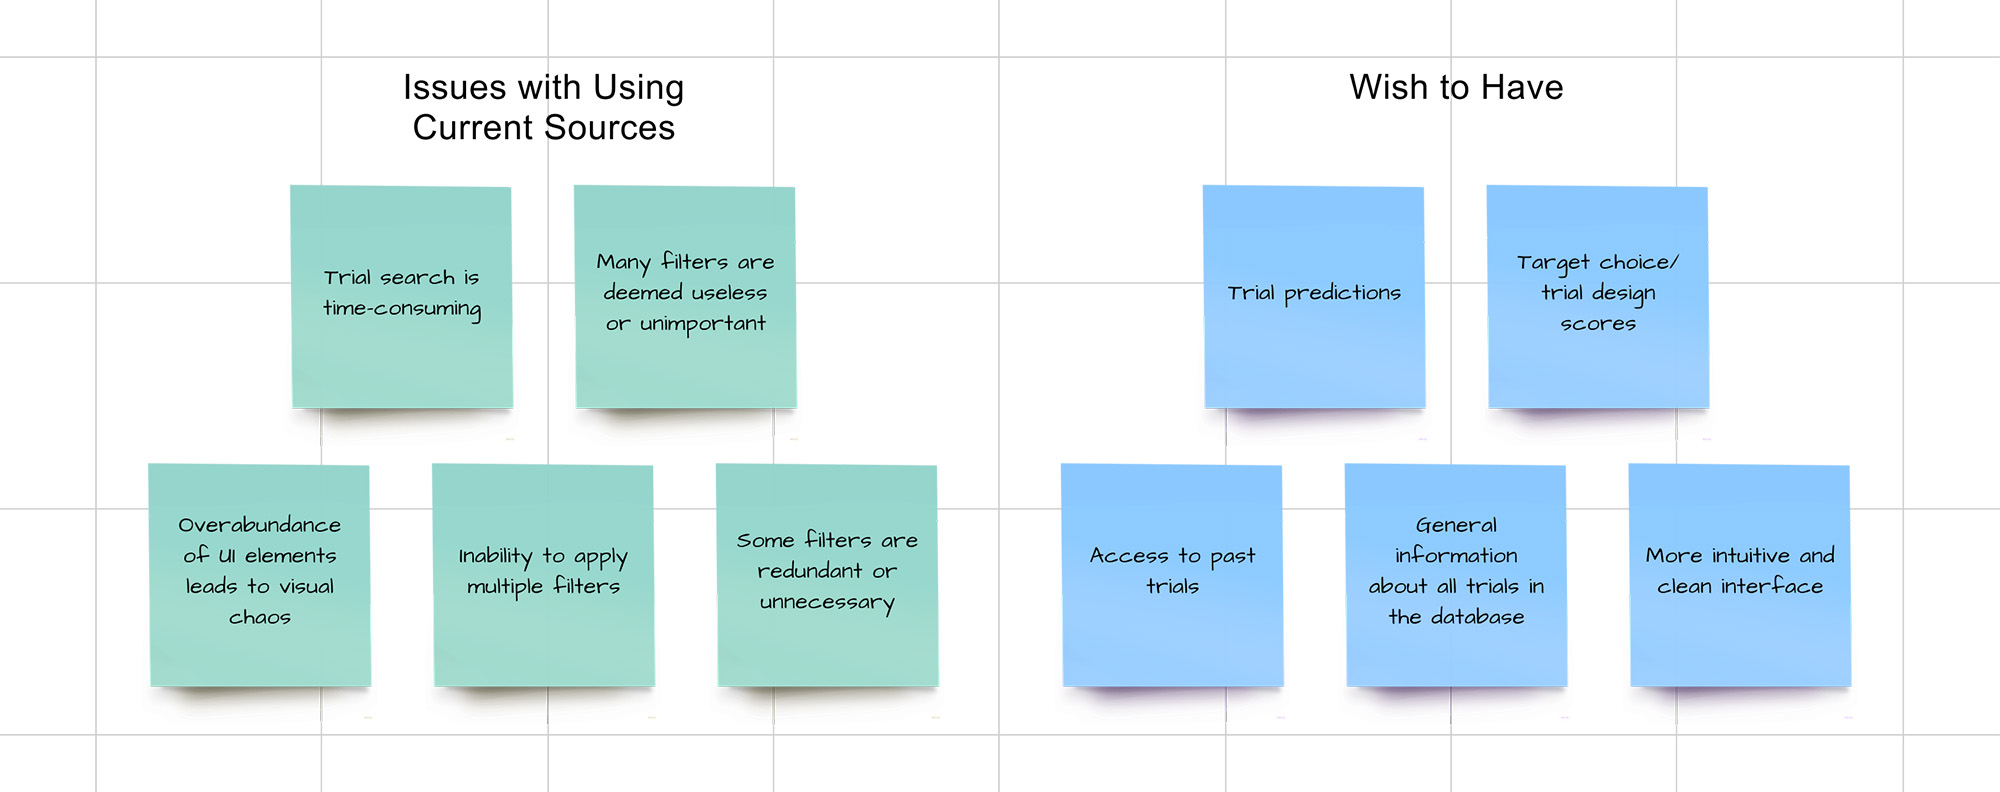 Issues with Using
Current Sources
Wish to Have
Trial search is
time-consuming
Many filters are
deemed useless
or unimportant
Trial predictions
Target choice/
trial design
scores
Overabundance
of UI elements
leads to visual
chaos
Inability to apply
multiple filters
Some filters are
redundant or
unnecessary
Access to past
trials
General
information
about all trials in
the database
More intuitive and
clean interface